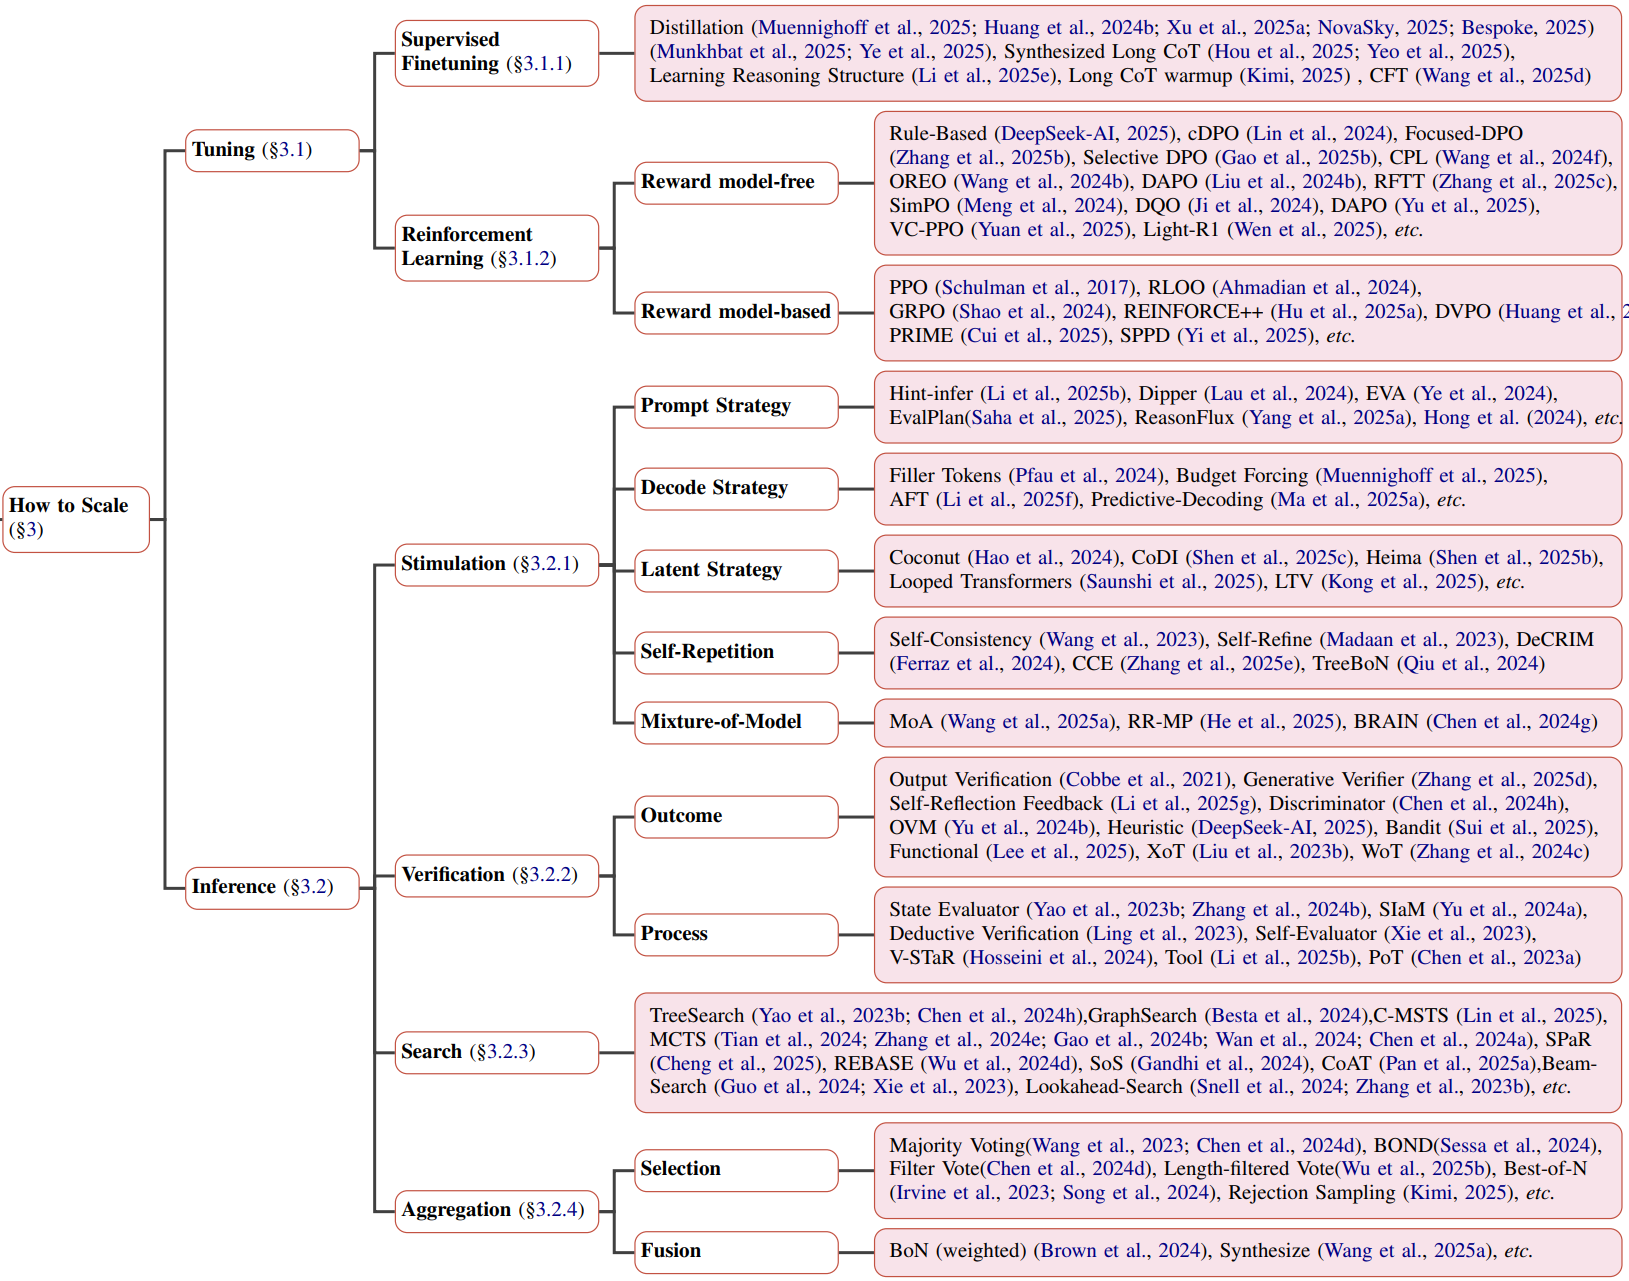 Supervised
Finetuning (§3.1.1)
Distillation (Muennighoff et al., 2025; Huang et al., 2024b; Xu et al., 2025a; NovaSky, 2025; Bespoke, 2025)
(Munkhbat et al., 2025; Ye et al., 2025), Synthesized Long CoT (Hou et al., 2025; Yeo et al., 2025),
Learning Reasoning Structure (Li et al., 2025e), Long CoT warmup (Kimi, 2025) , CFT (Wang et al., 2025d)
Tuning (§3.1)
Reward model-free
Rule-Based (DeepSeek-AI, 2025), cDPO (Lin et al., 2024), Focused-DPO
(Zhang et al., 2025b), Selective DPO (Gao et al., 2025b), CPL (Wang et al., 2024f),
OREO (Wang et al., 2024b), DAPO (Liu et al., 2024b), RFTT (Zhang et al., 2025c),
SimPO (Meng et al., 2024), DQO (Ji et al., 2024), DAPO (Yu et al., 2025),
VC-PPO (Yuan et al., 2025), Light-R1 (Wen et al., 2025), etc.
Reinforcement
Learning (§3.1.2)
Reward model-based
PPO (Schulman et al., 2017), RLOO (Ahmadian et al., 2024),
GRPO (Shao et al., 2024), REINFORCE++ (Hu et al., 2025a), DVPO (Huang et al., 2
PRIME (Cui et al., 2025), SPPD (Yi et al., 2025), etc.
How to Scale
(§3)
Prompt Strategy
Hint-infer (Li et al., 2025b), Dipper (Lau et al., 2024), EVA (Ye et al., 2024),
EvalPlan(Saha et al., 2025), ReasonFlux (Yang et al., 2025a), Hong et al. (2024), etc.
Decode Strategy
Filler Tokens (Pfau et al., 2024), Budget Forcing (Muennighoff et al., 2025),
AFT (Li et al., 2025f), Predictive-Decoding (Ma et al., 2025a), etc.
Stimulation (§3.2.1)
Latent Strategy
Coconut (Hao et al., 2024), CoDI (Shen et al., 2025c), Heima (Shen et al., 2025b),
Looped Transformers (Saunshi et al., 2025), LTV (Kong et al., 2025), etc.
Self-Repetition
Self-Consistency (Wang et al., 2023), Self-Refine (Madaan et al., 2023), DeCRIM
(Ferraz et al., 2024), CCE (Zhang et al., 2025e), TreeBoN (Qiu et al., 2024)
Mixture-of-Model
MoA (Wang et al., 2025a), RR-MP (He et al., 2025), BRAIN (Chen et al., 2024g)
Inference (§3.2)
Verification (§3.2.2)
Outcome
Output Verification (Cobbe et al., 2021), Generative Verifier (Zhang et al., 2025d),
Self-Reflection Feedback (Li et al., 2025g), Discriminator (Chen et al., 2024h),
OVM (Yu et al., 2024b), Heuristic (DeepSeek-AI, 2025), Bandit (Sui et al., 2025),
Functional (Lee et al., 2025), XoT (Liu et al., 2023b), WoT (Zhang et al., 2024c)
Process
State Evaluator (Yao et al., 2023b; Zhang et al., 2024b), SIaM (Yu et al., 2024a),
Deductive Verification (Ling et al., 2023), Self-Evaluator (Xie et al., 2023),
V-STaR (Hosseini et al., 2024), Tool (Li et al., 2025b), PoT (Chen et al., 2023a)
Search (§3.2.3)
TreeSearch (Yao et al., 2023b; Chen et al., 2024h),GraphSearch (Besta et al., 2024),C-MSTS (Lin et al., 2025),
MCTS (Tian et al., 2024; Zhang et al., 2024e; Gao et al., 2024b; Wan et al., 2024; Chen et al., 2024a), SPaR
(Cheng et al., 2025), REBASE (Wu et al., 2024d), SoS (Gandhi et al., 2024), CoAT (Pan et al., 2025a),Beam-
Search (Guo et al., 2024; Xie et al., 2023), Lookahead-Search (Snell et al., 2024; Zhang et al., 2023b), etc.
Aggregation (§3.2.4)
Selection
Majority Voting(Wang et al., 2023; Chen et al., 2024d), BOND(Sessa et al., 2024),
Filter Vote(Chen et al., 2024d), Length-filtered Vote(Wu et al., 2025b), Best-of-N
(Irvine et al., 2023; Song et al., 2024), Rejection Sampling (Kimi, 2025), etc.
Fusion
BoN (weighted) (Brown et al., 2024), Synthesize (Wang et al., 2025a), etc.